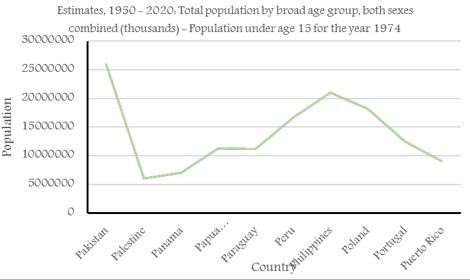 Estimates, 1950 - 2020: Total population by broad age group, both sexes
combined (thousands) - Population under age 15 for the year 1974
30000000
25000000
20000000
15000000
10000000
5000000
0
Population
Pakistan
Palestine
Panama
Papua...
Paraguay
Peru
Philippines
Poland
Portugal
Puerto Rico
Country